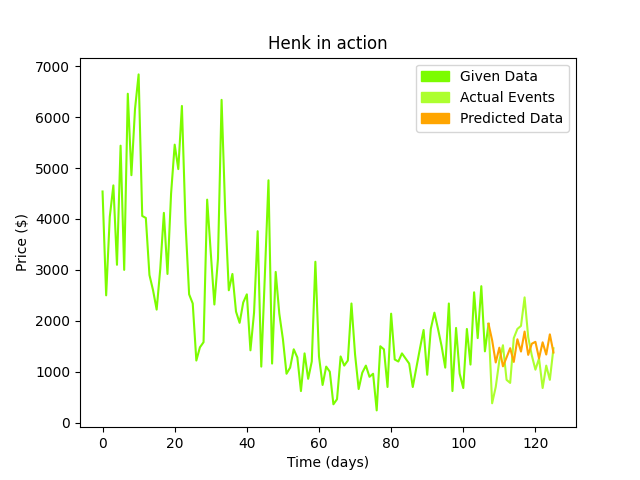 Henk in action
7000
6000
5000
4000
3000
2000
1000
0
Price ($)
Given Data
Actual Events
Predicted Data
0 20 40 60 80 100 120
Time (days)